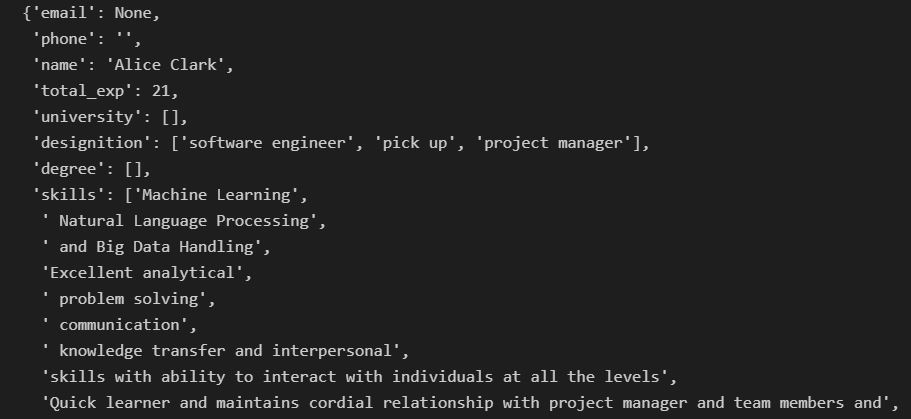 {'email': None,
'phone': '',
'name': 'Alice Clark',
'total_exp': 21,
'university': [],
'designition': ['software engineer', 'pick up', 'project manager'],
'degree': [],
'skills': ['Machine Learning',
' Natural Language Processing',
' and Big Data Handling',
'Excellent analytical',
' problem solving',
' communication',
' knowledge transfer and interpersonal',
'skills with ability to interact with individuals at all the levels',
'Quick learner and maintains cordial relationship with project manager and team members and',